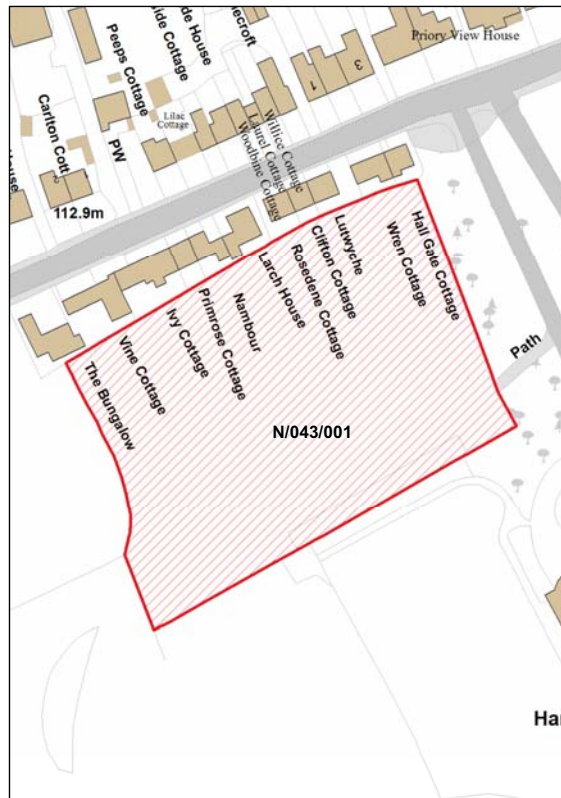 Priory View House
Peeps Cottage
Lilac
Cottage
Carlton Cott
PW
1
3
Willice Cottage
Laurel Cottage
Woodbine Cottage
112.9m
Lutwyche
Clifton Cottage
Rosedene Cottage
Larch House
Hall Gate Cottage
Wren Cottage
Nambour
Primrose Cottage
Ivy Cottage
Vine Cottage
The Bungalow
Path
N/043/001